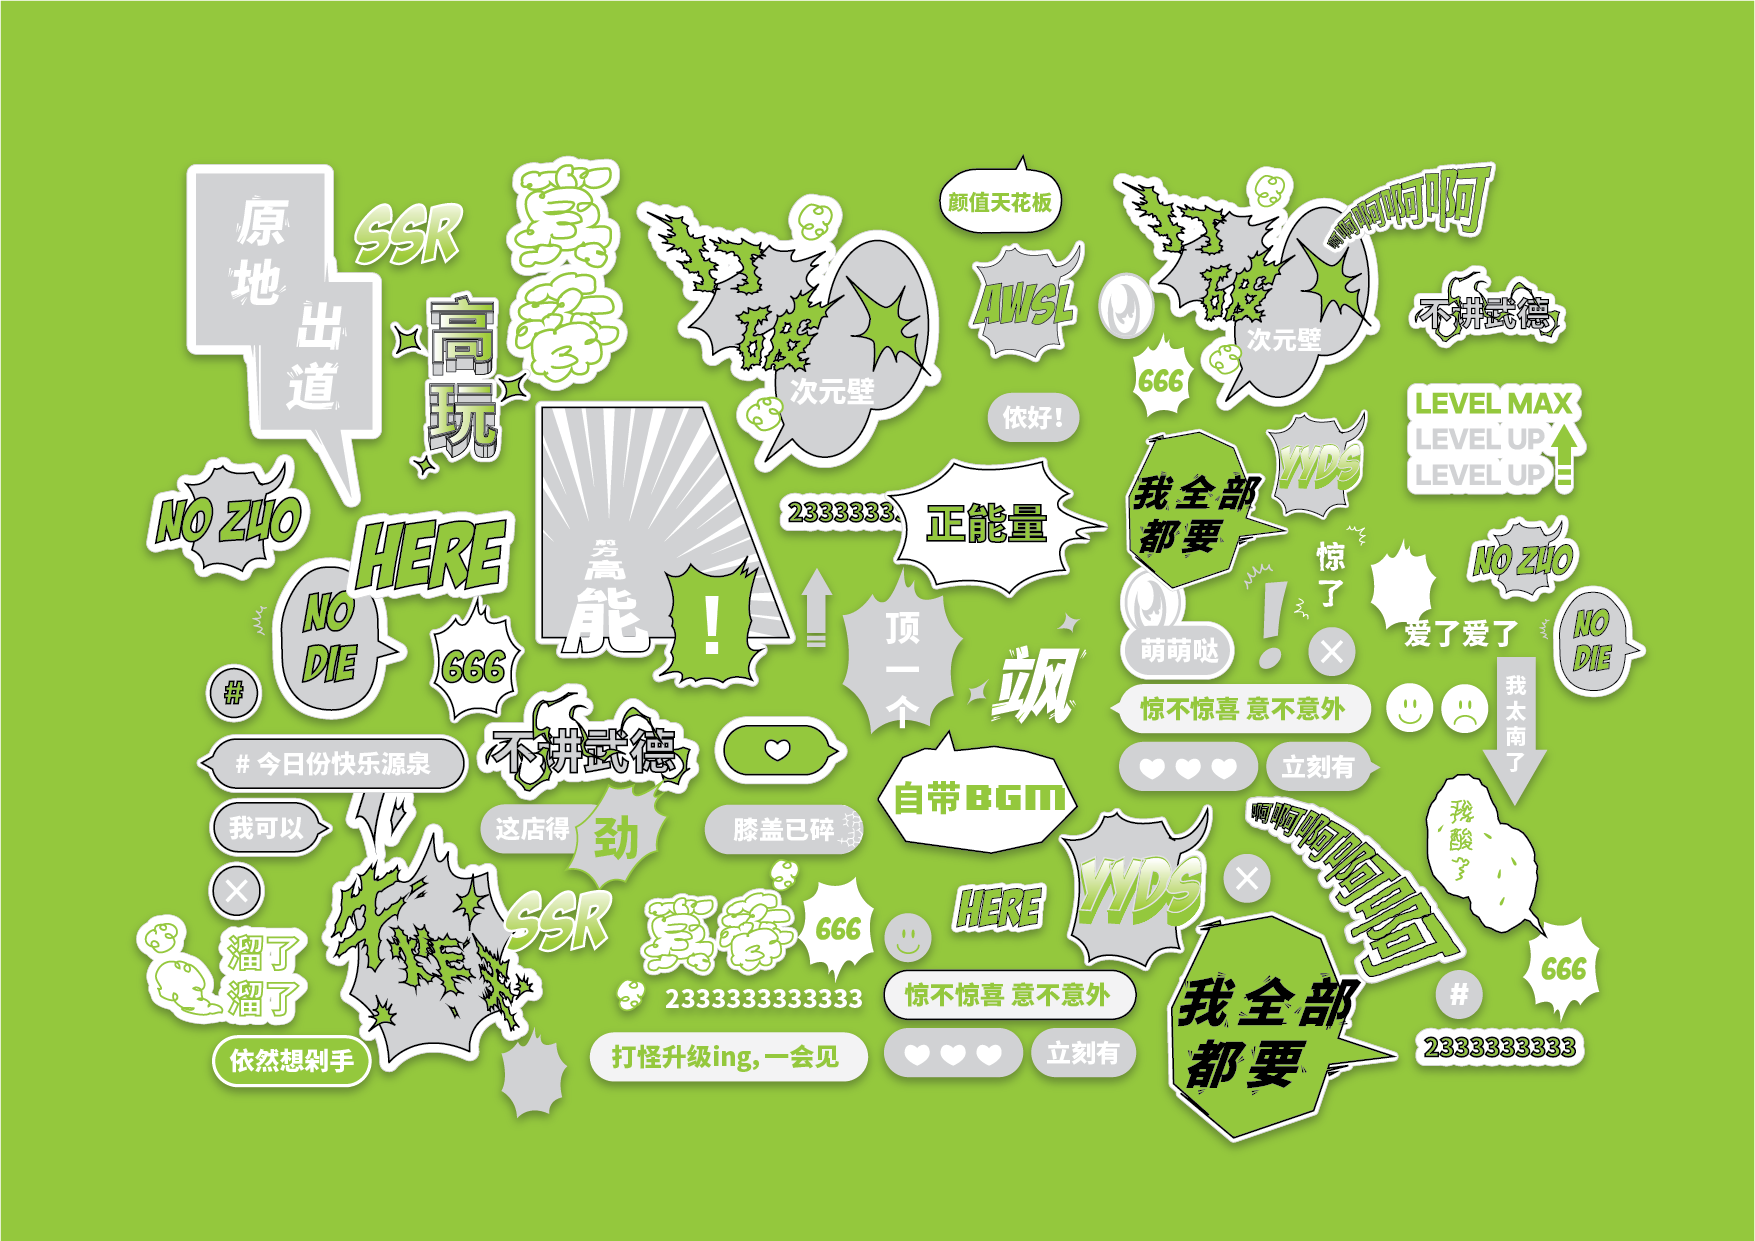 原地
出道
SSR
高玩
莫
打破
次元壁
颜值天花板
AWSL
打破
次元壁
啊啊啊啊啊
不讲武德
666
侬好!
LEVEL MAX
LEVEL UP
LEVEL UP
NO ZUO
HERE
前方高能
!
2333333.
正能量
我全部
都要
YYDS
惊了
NO ZUO
NO
DIE
666
顶一个
飒
萌萌哒
!
爱了爱了
NO
DIE
#
惊不惊喜 意不意外
我太南了
# 今日份快乐源泉
不讲武德
自带BGM
立刻有
我可以
这店得
劲
膝盖已碎
YYDS
啊啊啊啊啊啊
我酸了
牛
SSR
莫
666
HERE
溜了
溜了
2333333333333
惊不惊喜 意不意外
我全部
都要
666
#
依然想剁手
打怪升级ing, 一会见
立刻有
2333333333